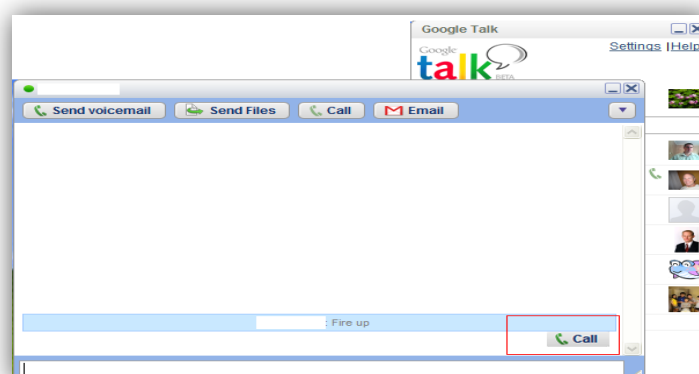 Google Talk
Settings | Help
Google
talk
BETA
Send voicemail Send Files Call Email
: Fire up
Call